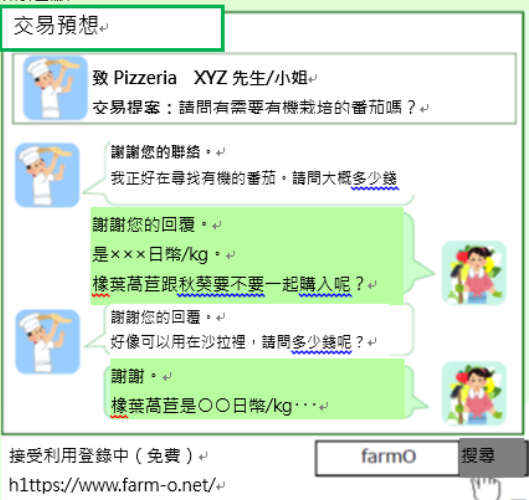 交易預想
致 Pizzeria XYZ 先生/小姐
交易提案：請問有需要有機栽培的番茄嗎？
謝謝您的聯絡。
我正好在尋找有機的番茄。請問大概多少錢
謝謝您的回覆。
是×××日幣/kg。
橡葉萵苣跟秋葵要不要一起購入呢？
謝謝您的回覆。
好像可以用在沙拉裡，請問多少錢呢？
謝謝。
橡葉萵苣是〇〇日幣/kg‧‧‧
接受利用登錄中（免費）
farmO 搜尋
h1ttps://www.farm-o.net/